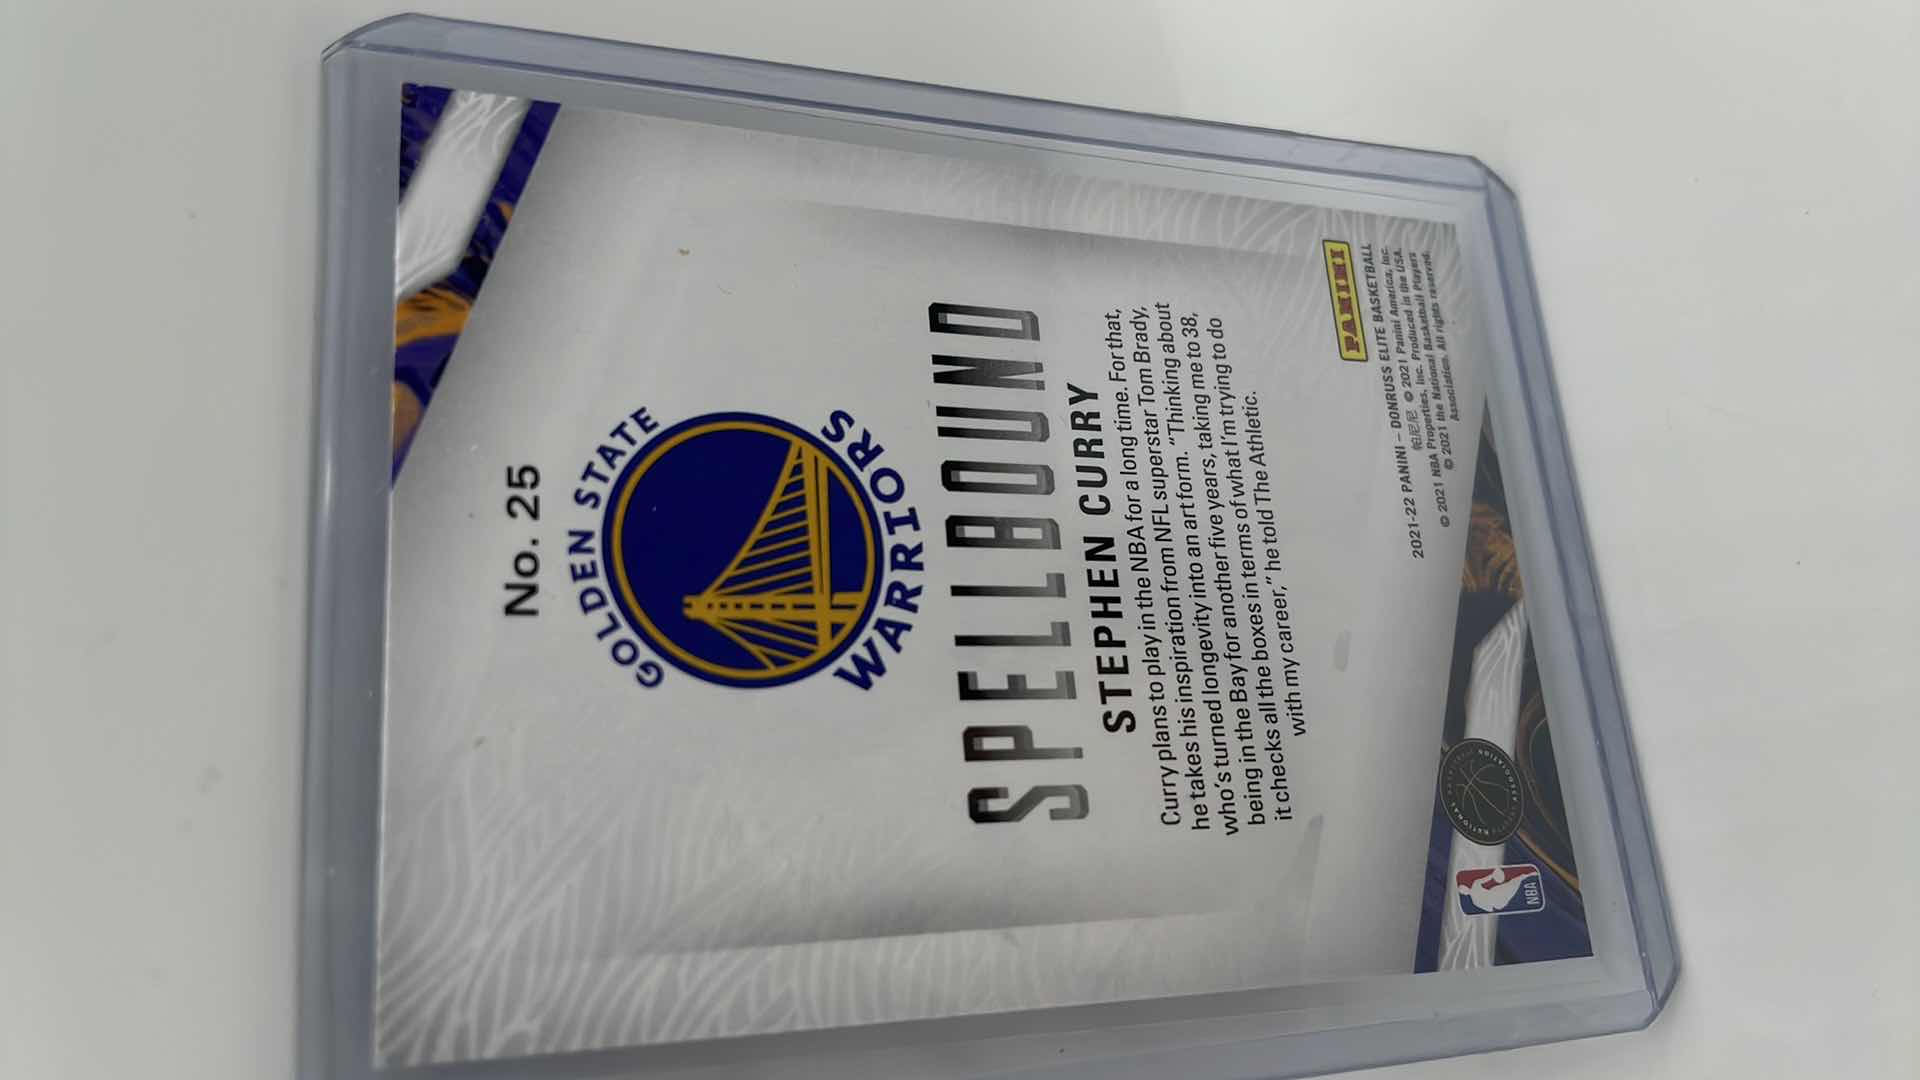 No. 25
GOLDEN STATE
WARRIORS
SPELLBOUND
STEPHEN CURRY
Curry plans to play in the NBA for a long time. For that,
he takes his inspiration from NFL superstar Tom Brady,
who's turned longevity into an art form. “Thinking about
being in the Bay for another five years, taking me to 38,
it checks all the boxes in terms of what I'm trying to do
with my career,” he told The Athletic.
PANINI
2021-22 PANINI – DONRUSS ELITE BASKETBALL
帕尼尼 © 2021 Panini America, Inc.
© 2021 NBA Properties, Inc. Produced in the USA.
© 2021 the National Basketball Players
Association. All rights reserved.
NATIONAL
ASSOCIATION
NBA